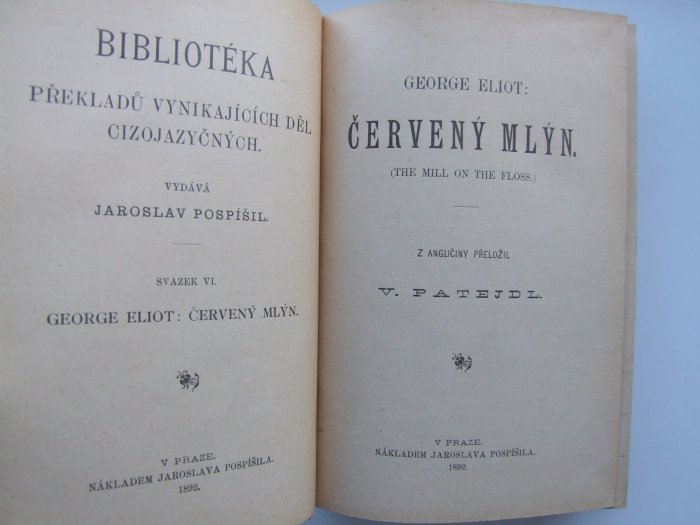 BIBLIOTÉKA
PŘEKLADŮ VYNIKAJÍCÍCH DĚL
CIZOJAZYČNÝCH.
VYDÁVÁ
JAROSLAV POSPÍŠIL.
SVAZEK VI.
GEORGE ELIOT: ČERVENÝ MLÝN.
V PRAZE.
NÁKLADEM JAROSLAVA POSPÍŠILA.
1892.
GEORGE ELIOT:
ČERVENÝ MLÝN.
(THE MILL ON THE FLOSS.)
Z ANGLIČINY PŘELOŽIL
V. PATEJDL.
V PRAZE.
NÁKLADEM JAROSLAVA POSPÍŠILA.
1892.